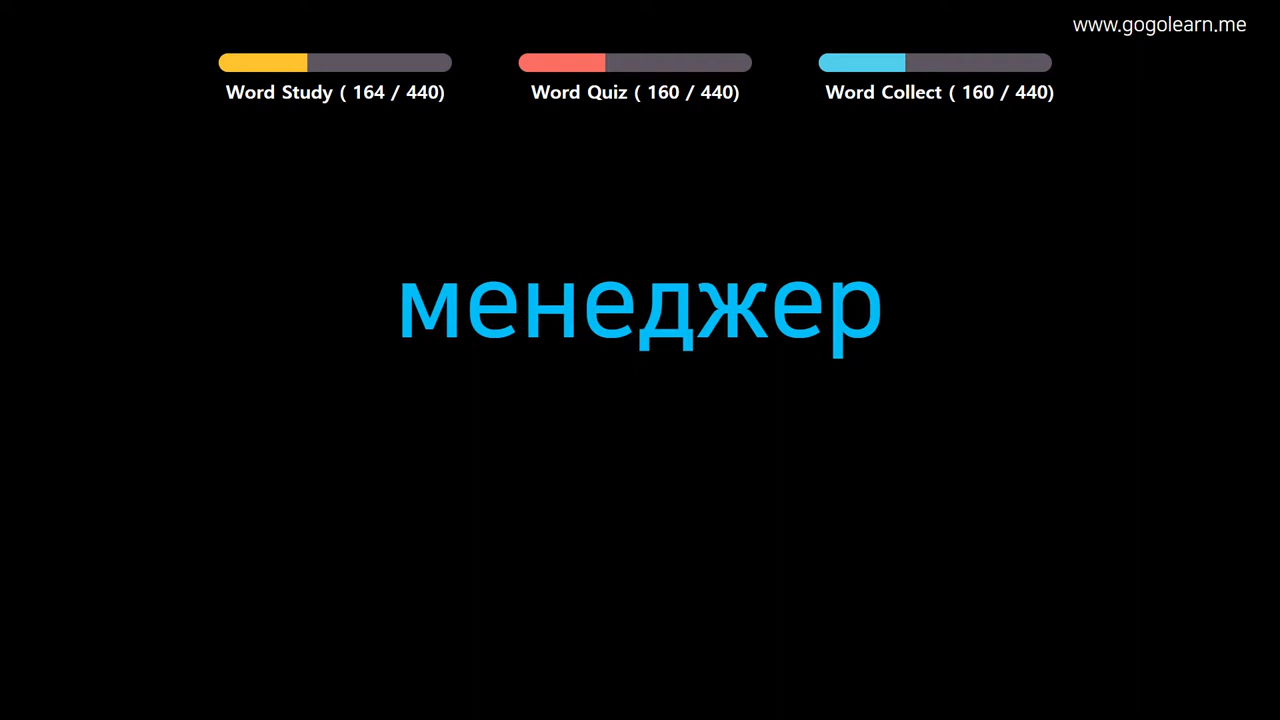 www.gogolearn.me
Word Study ( 164 / 440)
Word Quiz ( 160 / 440)
Word Collect ( 160 / 440)
менеджер